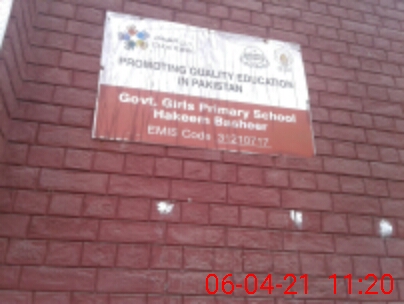 PROMOTING QUALITY EDUCATION
IN PAKISTAN
Govt. Girls Primary School
Hakeem Basheer
EMIS Code 31210717
06-04-21 11:20